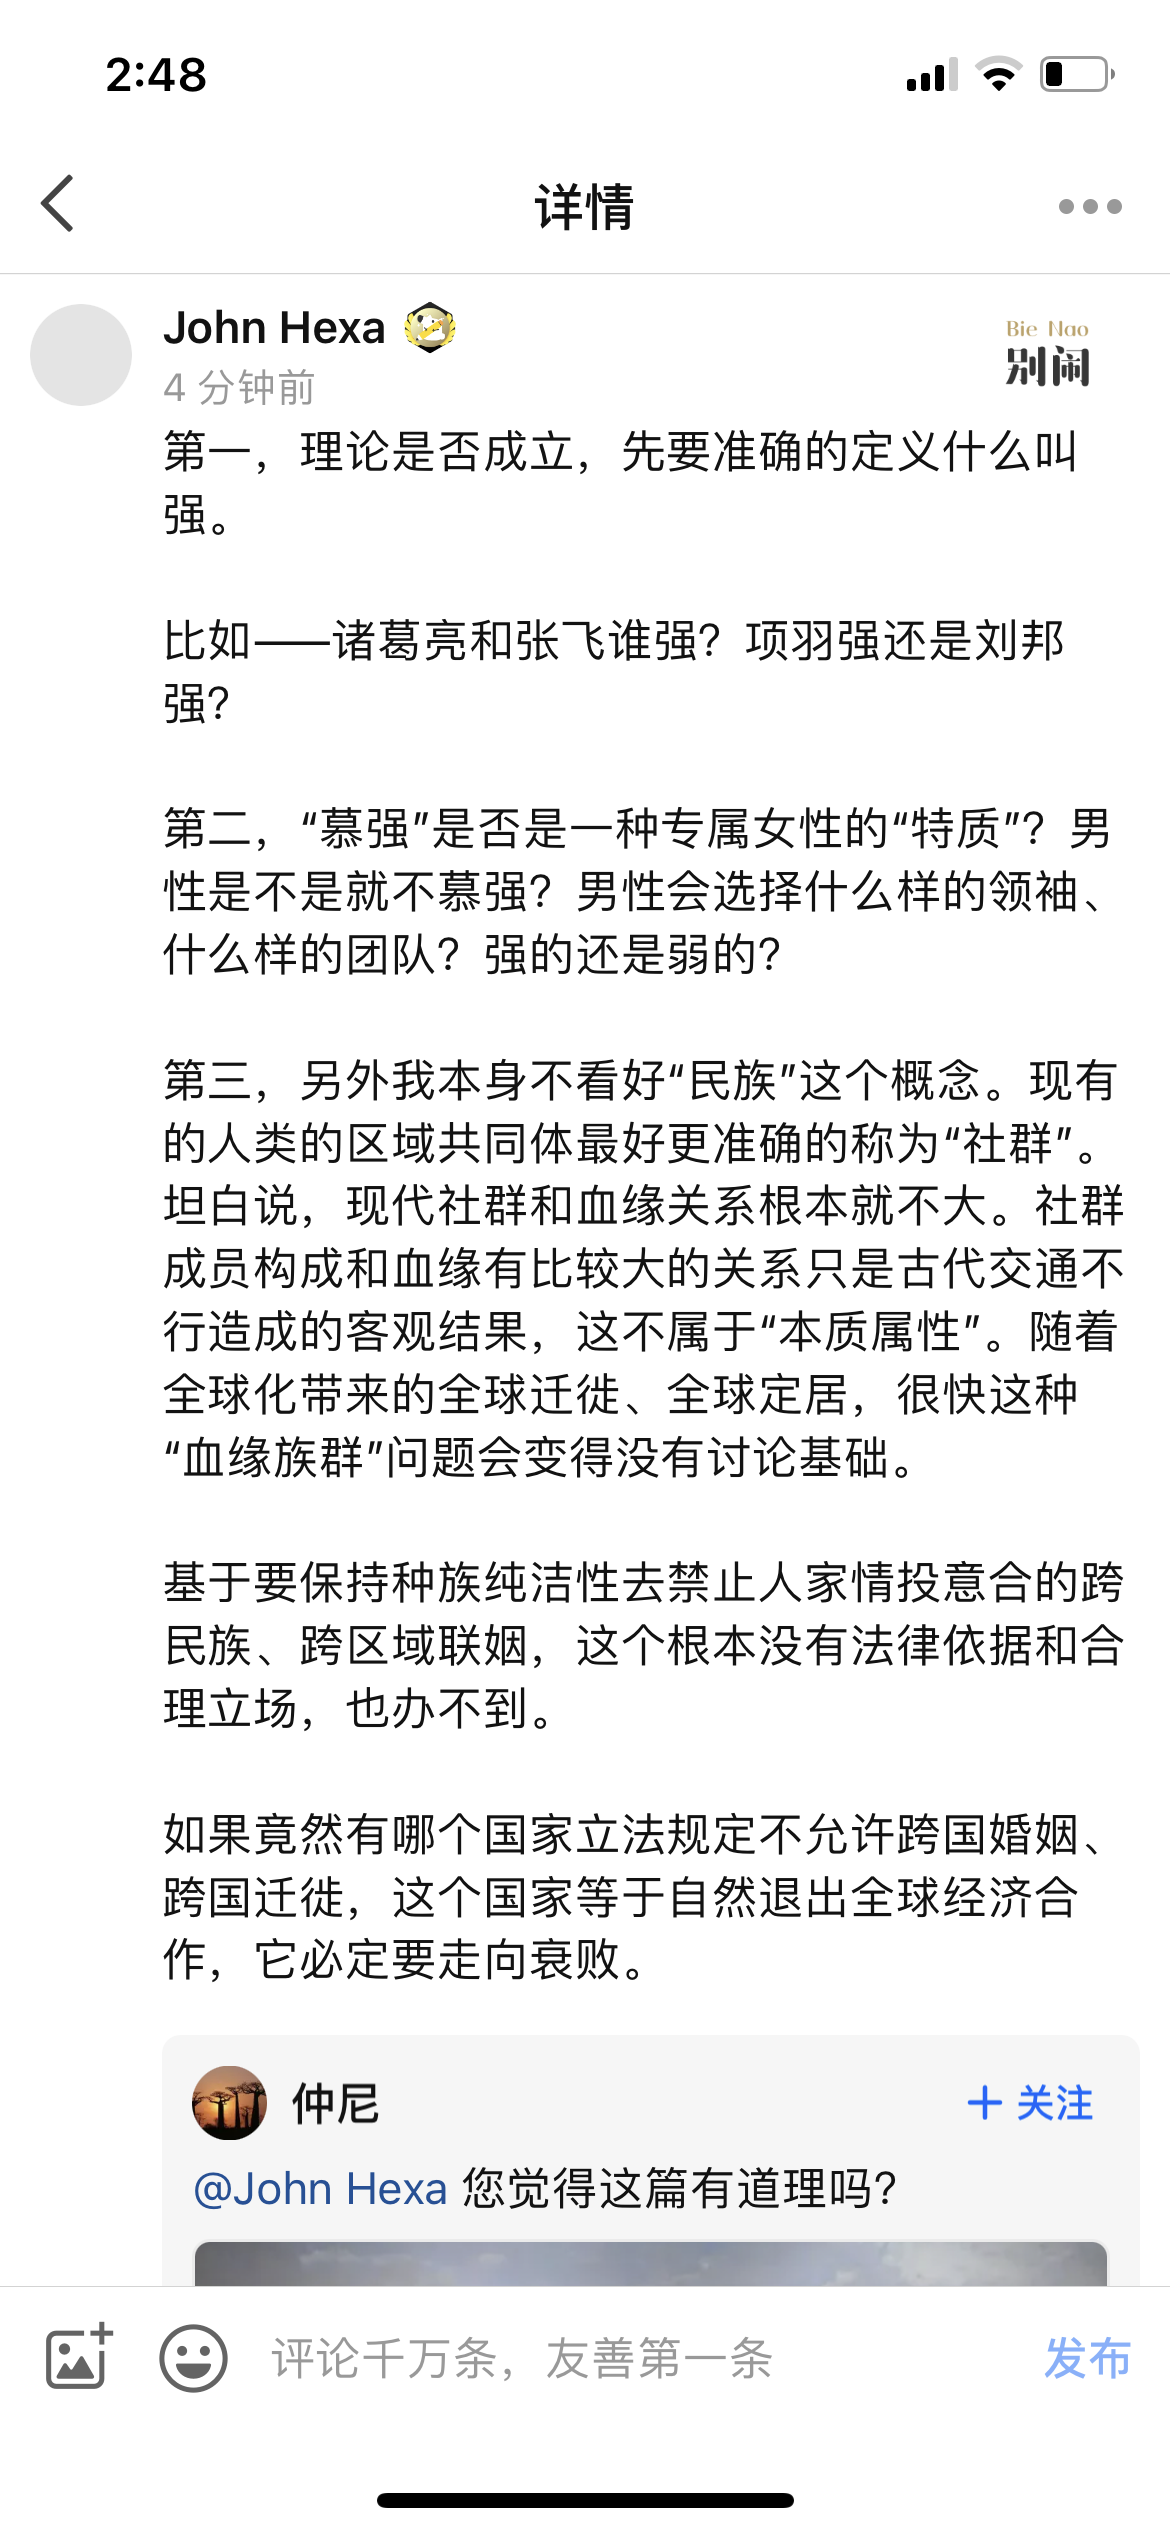 2:48
详情
John Hexa
4 分钟前
Bie Nao
别闹
第一，理论是否成立，先要准确的定义什么叫
强。
比如——诸葛亮和张飞谁强？项羽强还是刘邦
强？
第二，“慕强”是否是一种专属女性的“特质”？男
性是不是就不慕强？男性会选择什么样的领袖、
什么样的团队？强的还是弱的？
第三，另外我本身不看好“民族”这个概念。现有
的人类的区域共同体最好更准确的称为“社群”。
坦白说，现代社群和血缘关系根本就不大。社群
成员构成和血缘有比较大的关系只是古代交通不
行造成的客观结果，这不属于“本质属性”。随着
全球化带来的全球迁徙、全球定居，很快这种
“血缘族群”问题会变得没有讨论基础。
基于要保持种族纯洁性去禁止人家情投意合的跨
民族、跨区域联姻，这个根本没有法律依据和合
理立场，也办不到。
如果竟然有哪个国家立法规定不允许跨国婚姻、
跨国迁徙，这个国家等于自然退出全球经济合
作，它必定要走向衰败。
仲尼
+ 关注
@John Hexa 您觉得这篇有道理吗？
评论千万条，友善第一条
发布